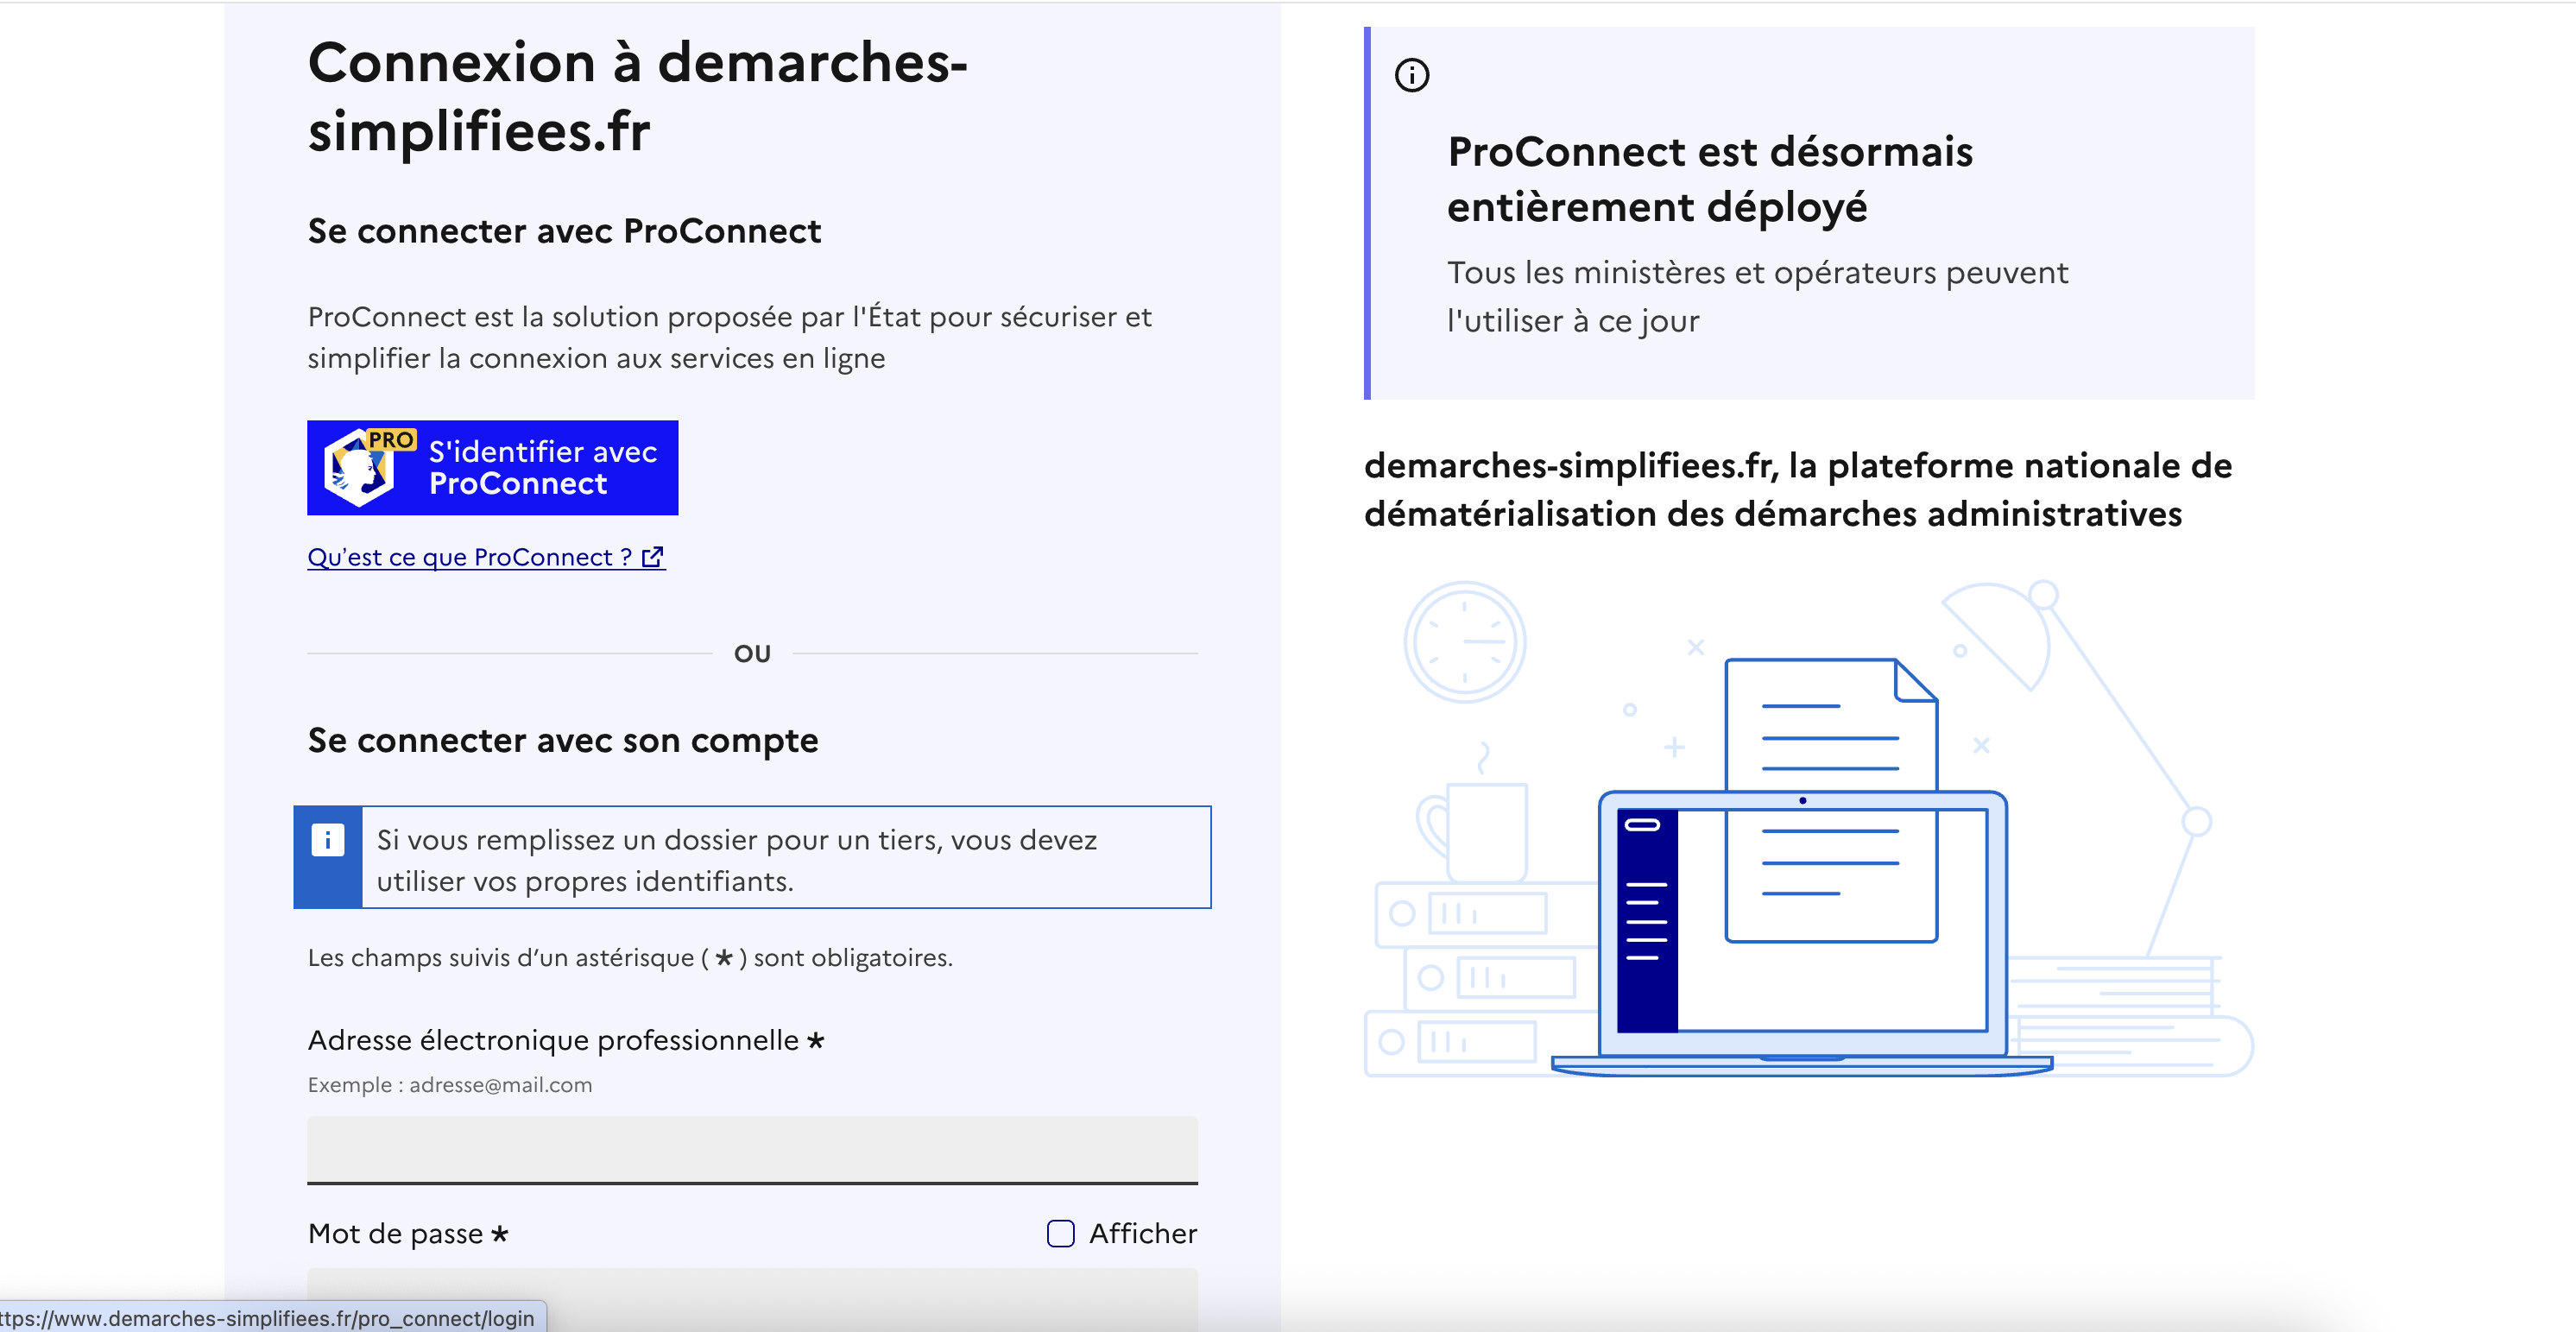 Connexion à demarches-
simplifiees.fr
Se connecter avec ProConnect
ProConnect est la solution proposée par l'État pour sécuriser et
simplifier la connexion aux services en ligne
PRO
S'identifier avec
ProConnect
Qu’est ce que ProConnect ?
OU
Se connecter avec son compte
Si vous remplissez un dossier pour un tiers, vous devez
utiliser vos propres identifiants.
Les champs suivis d’un astérisque ( * ) sont obligatoires.
Adresse électronique professionnelle *
Exemple : adresse@mail.com
Mot de passe *
Afficher
ttps://www.demarches-simplifiees.fr/pro_connect/login
ProConnect est désormais
entièrement déployé
Tous les ministères et opérateurs peuvent
l'utiliser à ce jour
demarches-simplifiees.fr, la plateforme nationale de
dématérialisation des démarches administratives